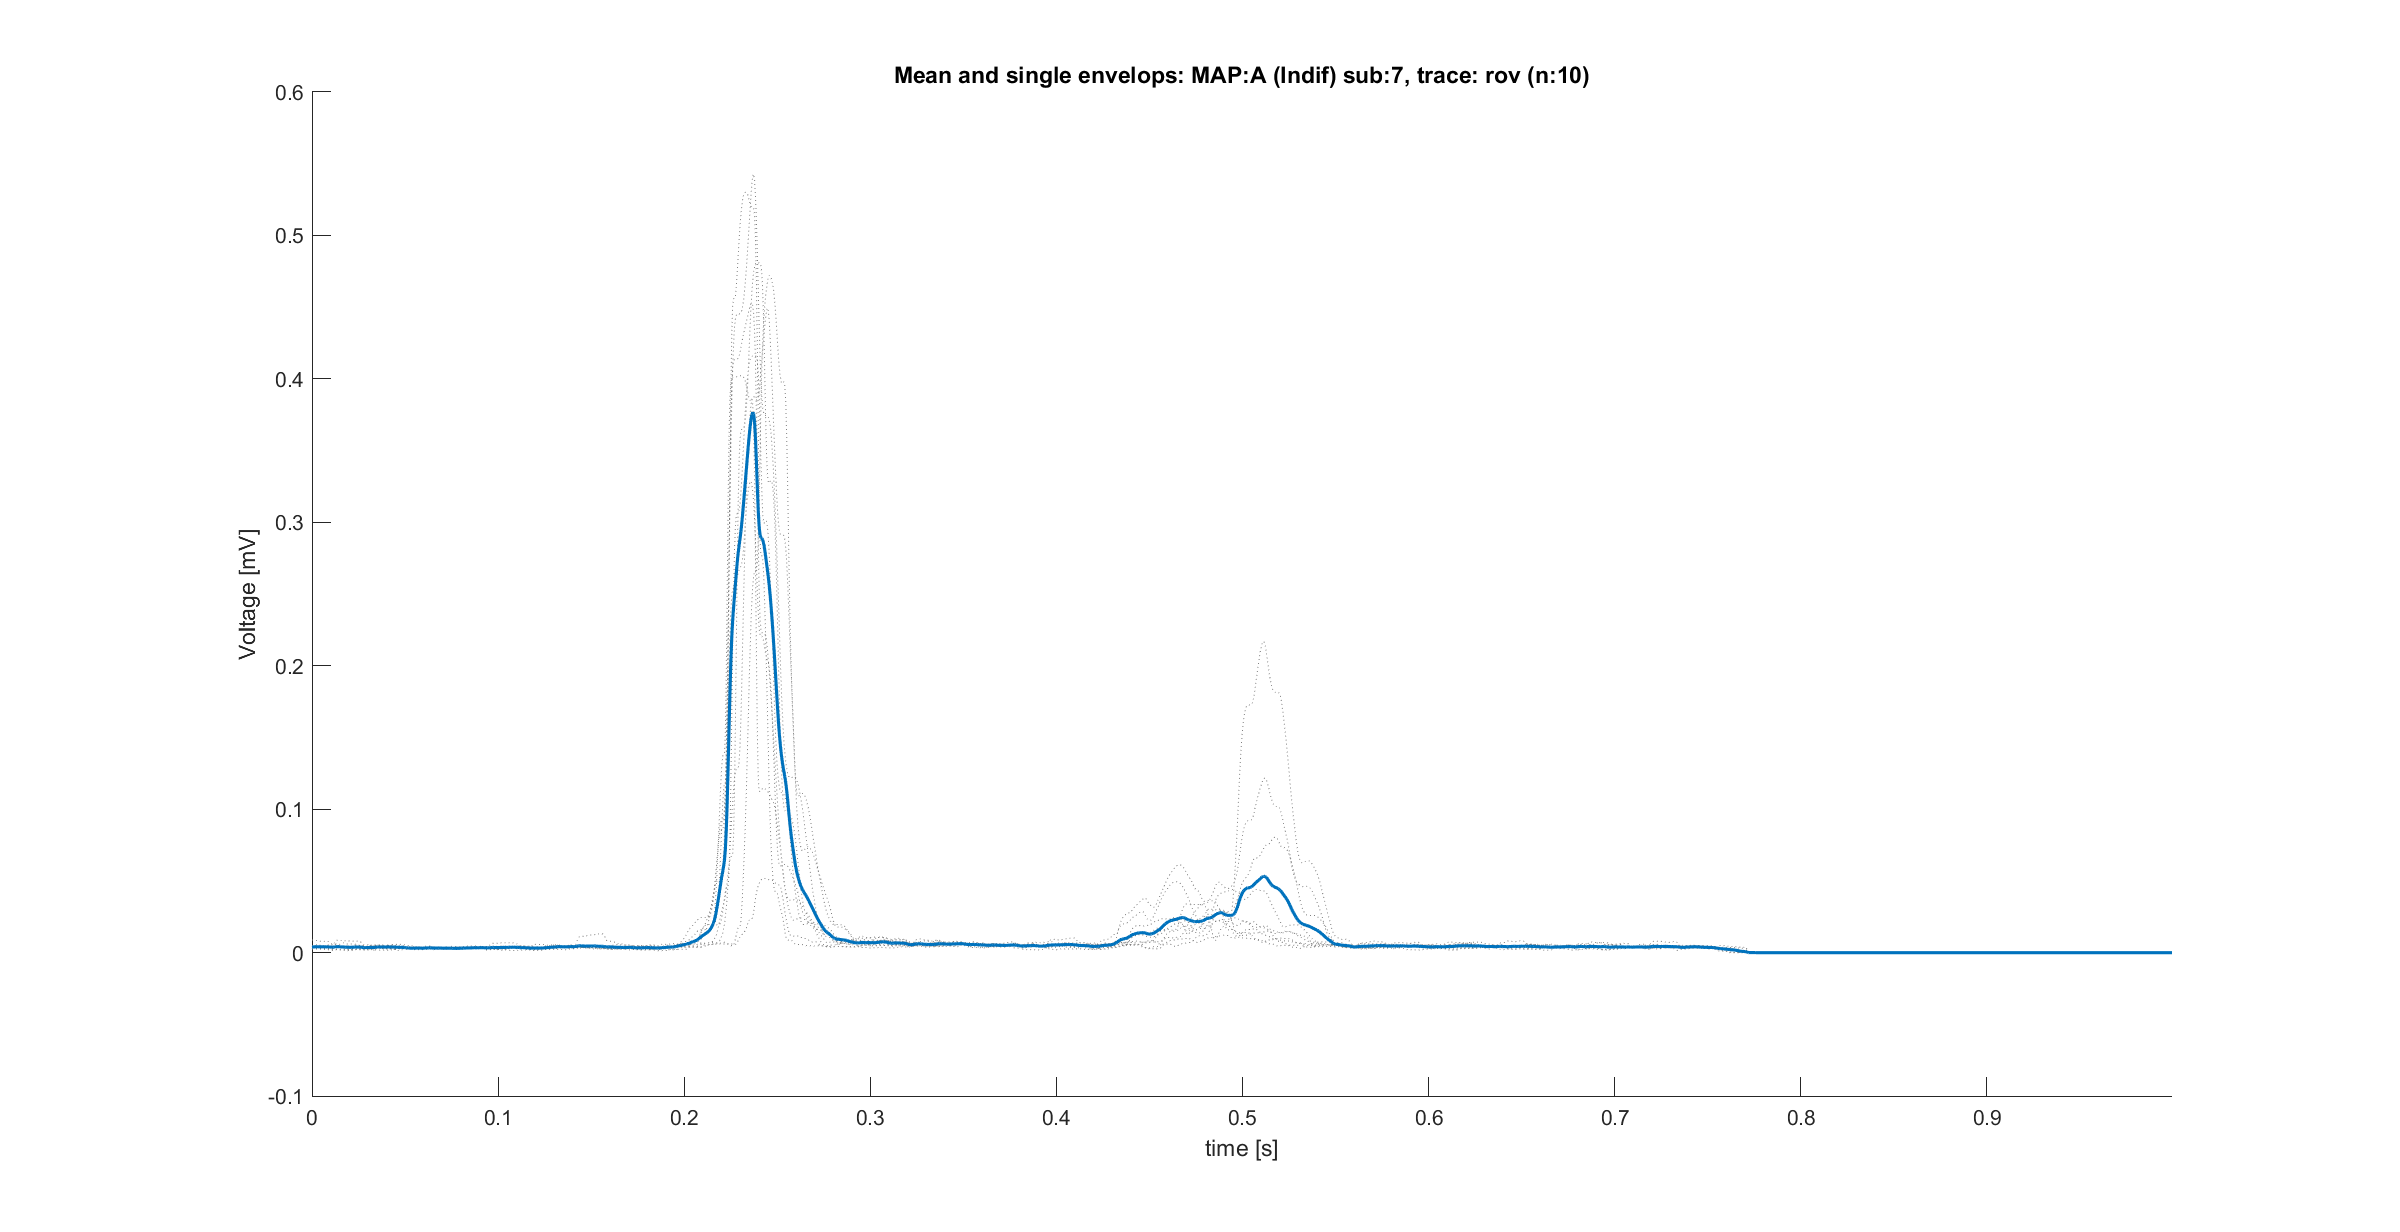 Mean and single envelops: MAP:A (Indif) sub:7, trace: rov (n:10)
0.6
0.5
0.4
0.3
0.2
0.1
0
-0.1
Voltage [mV]
0 0.1 0.2 0.3 0.4 0.5 0.6 0.7 0.8 0.9
time [s]